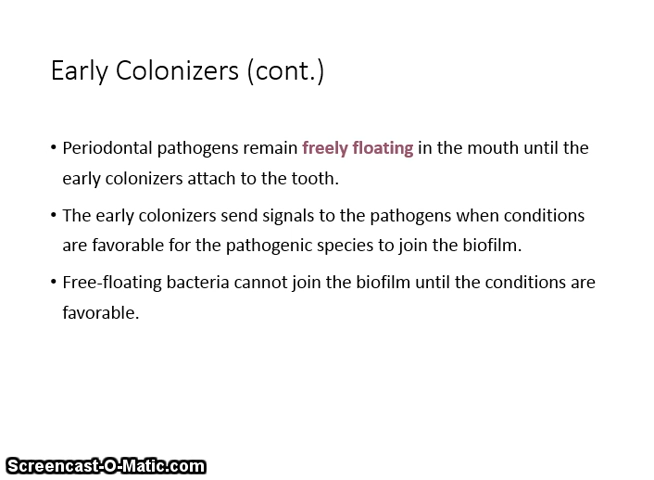 Early Colonizers (cont.)
• Periodontal pathogens remain freely floating in the mouth until the
early colonizers attach to the tooth.
• The early colonizers send signals to the pathogens when conditions
are favorable for the pathogenic species to join the biofilm.
• Free-floating bacteria cannot join the biofilm until the conditions are
favorable.
Screencast-O-Matic.com